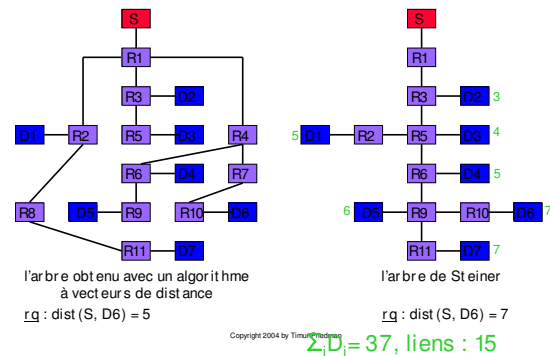 S
R1
R3 D2
D1 R2 R5 D3 R4
R6 D4 R7
R8 D5 R9 R10 D6
R11 D7
l'arbre obtenu avec un algorithme
à vecteurs de distance
rq : dist(S, D6) = 5
S
R1
R3 D2 3
5 D1 R2 R5 D3 4
R6 D4 5
6 D5 R9 R10 D6 7
R11 D7 7
l'arbre de Steiner
rq : dist(S, D6) = 7
Copyright 2004 by Timur Friedman
ΣiDi= 37, liens : 15